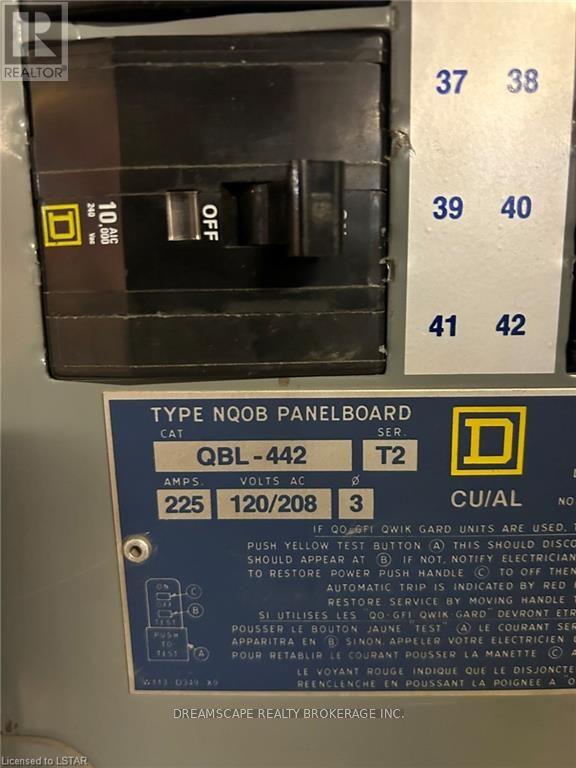 REALTOR
®
37 38
39 40
41 42
OFF
10,000
AIC
240 Vac
D
TYPE NQOB PANELBOARD
CAT SER.
QBL-442 T2
AMPS. VOLTS AC Ø
225 120/208 3
D
CU/AL
NO
IF QO-GFI QWIK GARD UNITS ARE USED,
PUSH YELLOW TEST BUTTON Ⓐ THIS SHOULD DISCO
SHOULD APPEAR AT Ⓑ IF NOT, NOTIFY ELECTRICIAN
TO RESTORE POWER PUSH HANDLE Ⓒ TO OFF THEN
AUTOMATIC TRIP IS INDICATED BY RED
RESTORE SERVICE BY MOVING HANDLE T
SI UTILISES LES "QO-GFI QWIK-GARD" DEVRONT ETR
POUSSER LE BOUTON JAUNE "TEST" Ⓐ LE COURANT SER
APPARITRA EN Ⓑ SINON, APPELER VOTRE ELECTRICIEN
POUR RETABLIR LE COURANT POUSSER LA MANETTE Ⓒ A
LE VOYANT ROUGE INDIQUE QUE LE DISJONCTE
REENCLENCHE EN POUSSANT LA POIGNEE A
ON
OFF
TEST
PUSH
TO
TEST
Ⓒ
Ⓑ
Ⓐ
W113 D349 X9
DREAMSCAPE REALTY BROKERAGE INC.
Licensed to LSTAR